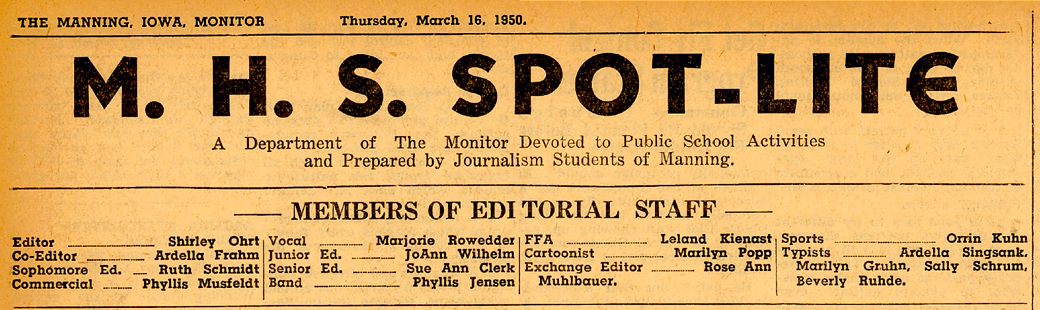 THE MANNING, IOWA, MONITOR Thursday, March 16, 1950.
M. H. S. SPOT-LITE
A Department of The Monitor Devoted to Public School Activities
and Prepared by Journalism Students of Manning.
MEMBERS OF EDITORIAL STAFF
Editor Shirley Ohrt
Co-Editor Ardella Frahm
Sophomore Ed. Ruth Schmidt
Commercial Phyllis Musfeldt
Vocal Marjorie Rowedder
Junior Ed. JoAnn Wilhelm
Senior Ed. Sue Ann Clerk
Band Phyllis Jensen
FFA Leland Kienast
Cartoonist Marilyn Popp
Exchange Editor Rose Ann
Muhlbauer.
Sports Orrin Kuhn
Typists Ardella Singsank,
Marilyn Gruhn, Sally Schrum,
Beverly Ruhde.